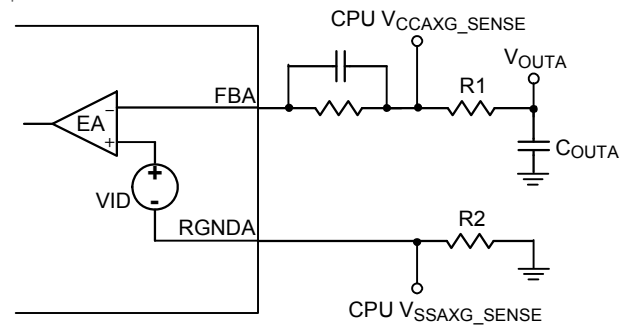 CPU VCCAXG_SENSE
VOUTA
FBA
R1
EA
-
+
COUTA
+
VID
-
RGNDA
R2
CPU VSSAXG_SENSE